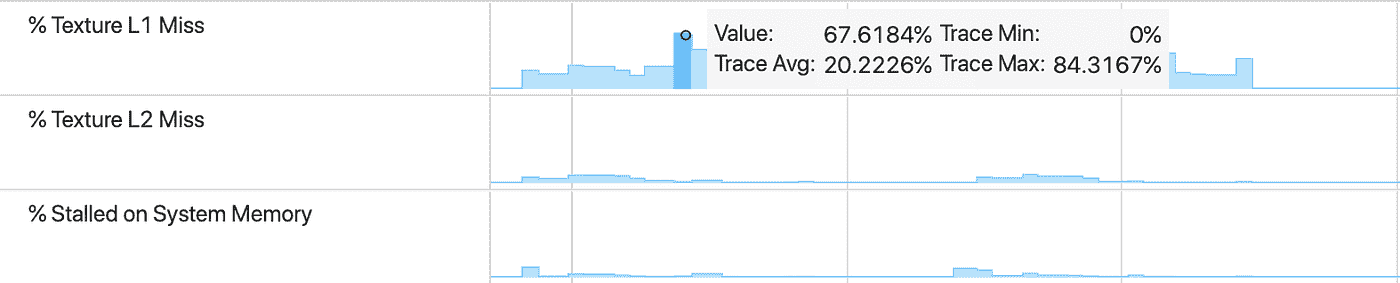 % Texture L1 Miss
Value: 67.6184% Trace Min: 0%
Trace Avg: 20.2226% Trace Max: 84.3167%
% Texture L2 Miss
% Stalled on System Memory